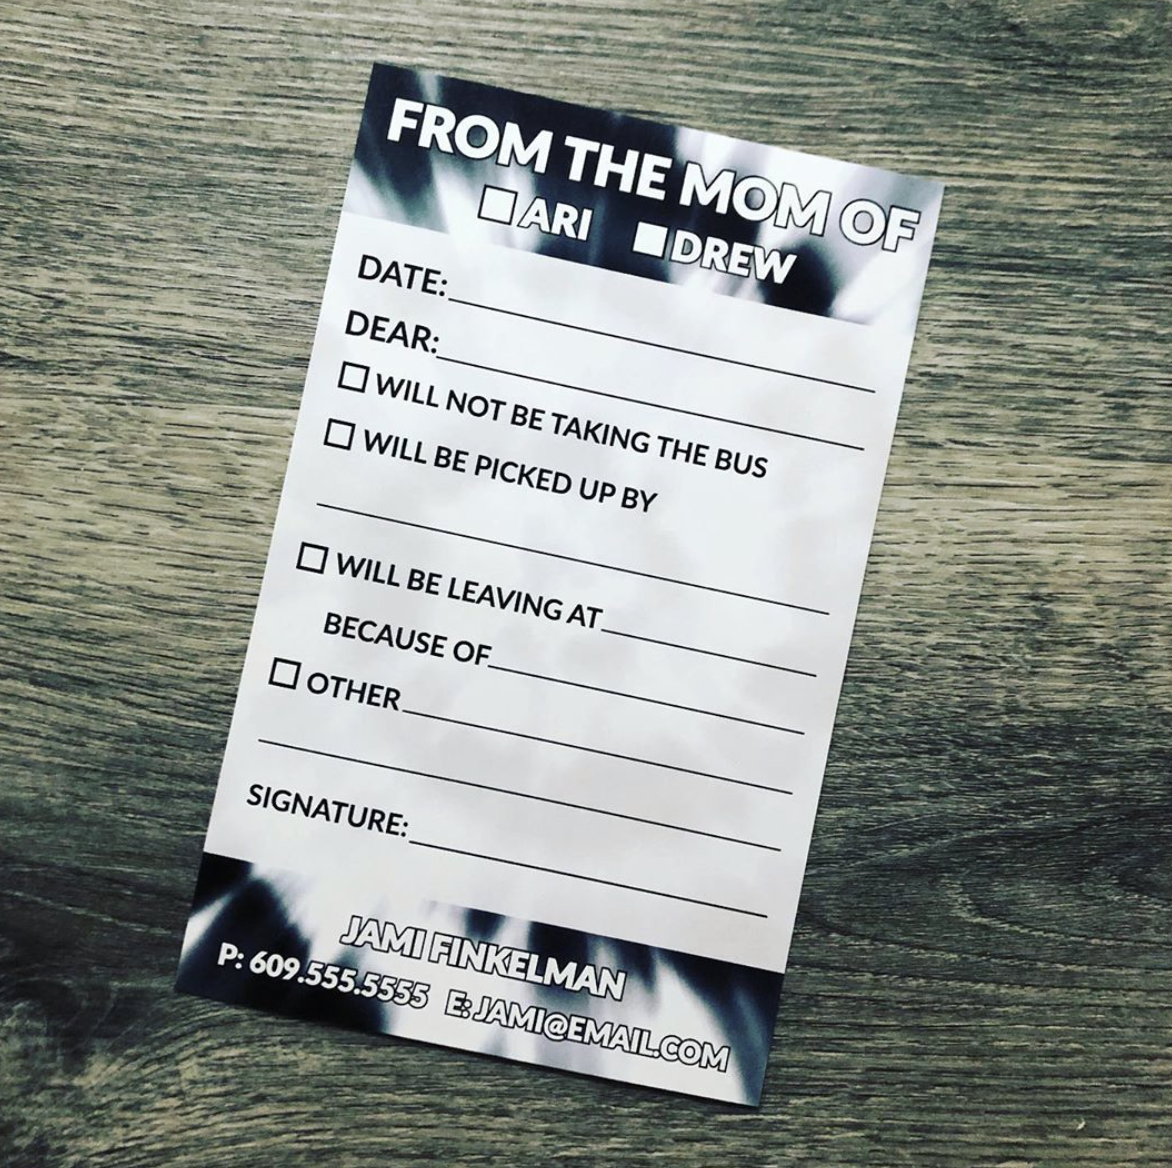 FROM THE MOM OF
ARI DREW
DATE:
DEAR:
WILL NOT BE TAKING THE BUS
WILL BE PICKED UP BY
WILL BE LEAVING AT
BECAUSE OF
OTHER
SIGNATURE:
JAMI FINKELMAN
P: 609.555.5555 E: JAMI@EMAIL.COM